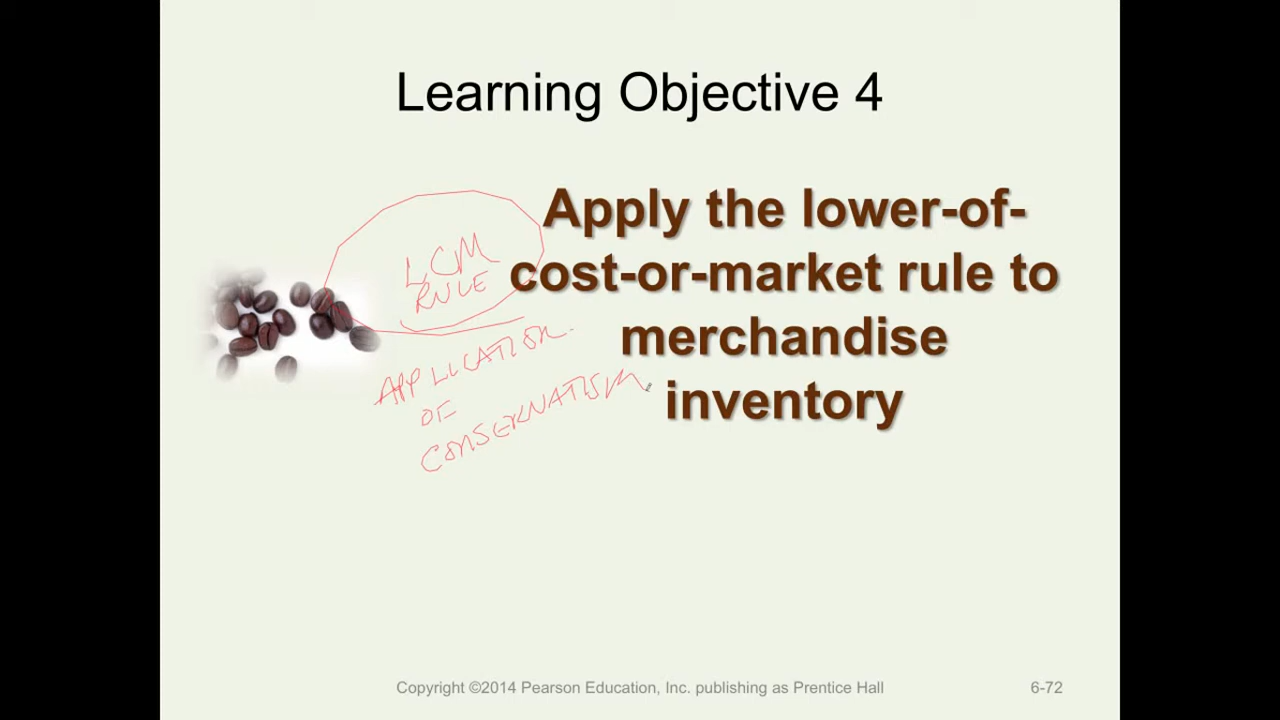 Learning Objective 4
Apply the lower-of-
cost-or-market rule to
merchandise
inventory
LCM
RULE
APPLICATION
OF
CONSERVATISM
Copyright ©2014 Pearson Education, Inc. publishing as Prentice Hall
6-72